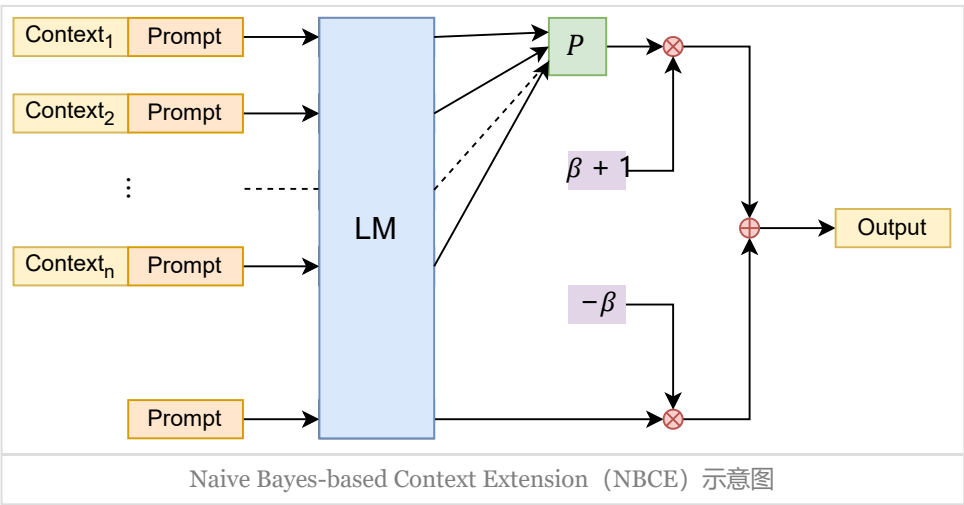 Context₁ Prompt
P
Context₂ Prompt
β + 1
⋮
LM
Output
Contextₙ Prompt
−β
Prompt
Naive Bayes-based Context Extension（NBCE）示意图